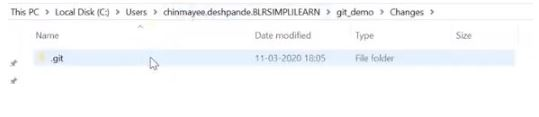 This PC > Local Disk (C:) > Users > chinmayee.deshpande.BLRSIMPLILEARN > git_demo > Changes >
Name Date modified Type Size
.git 11-03-2020 18:05 File folder